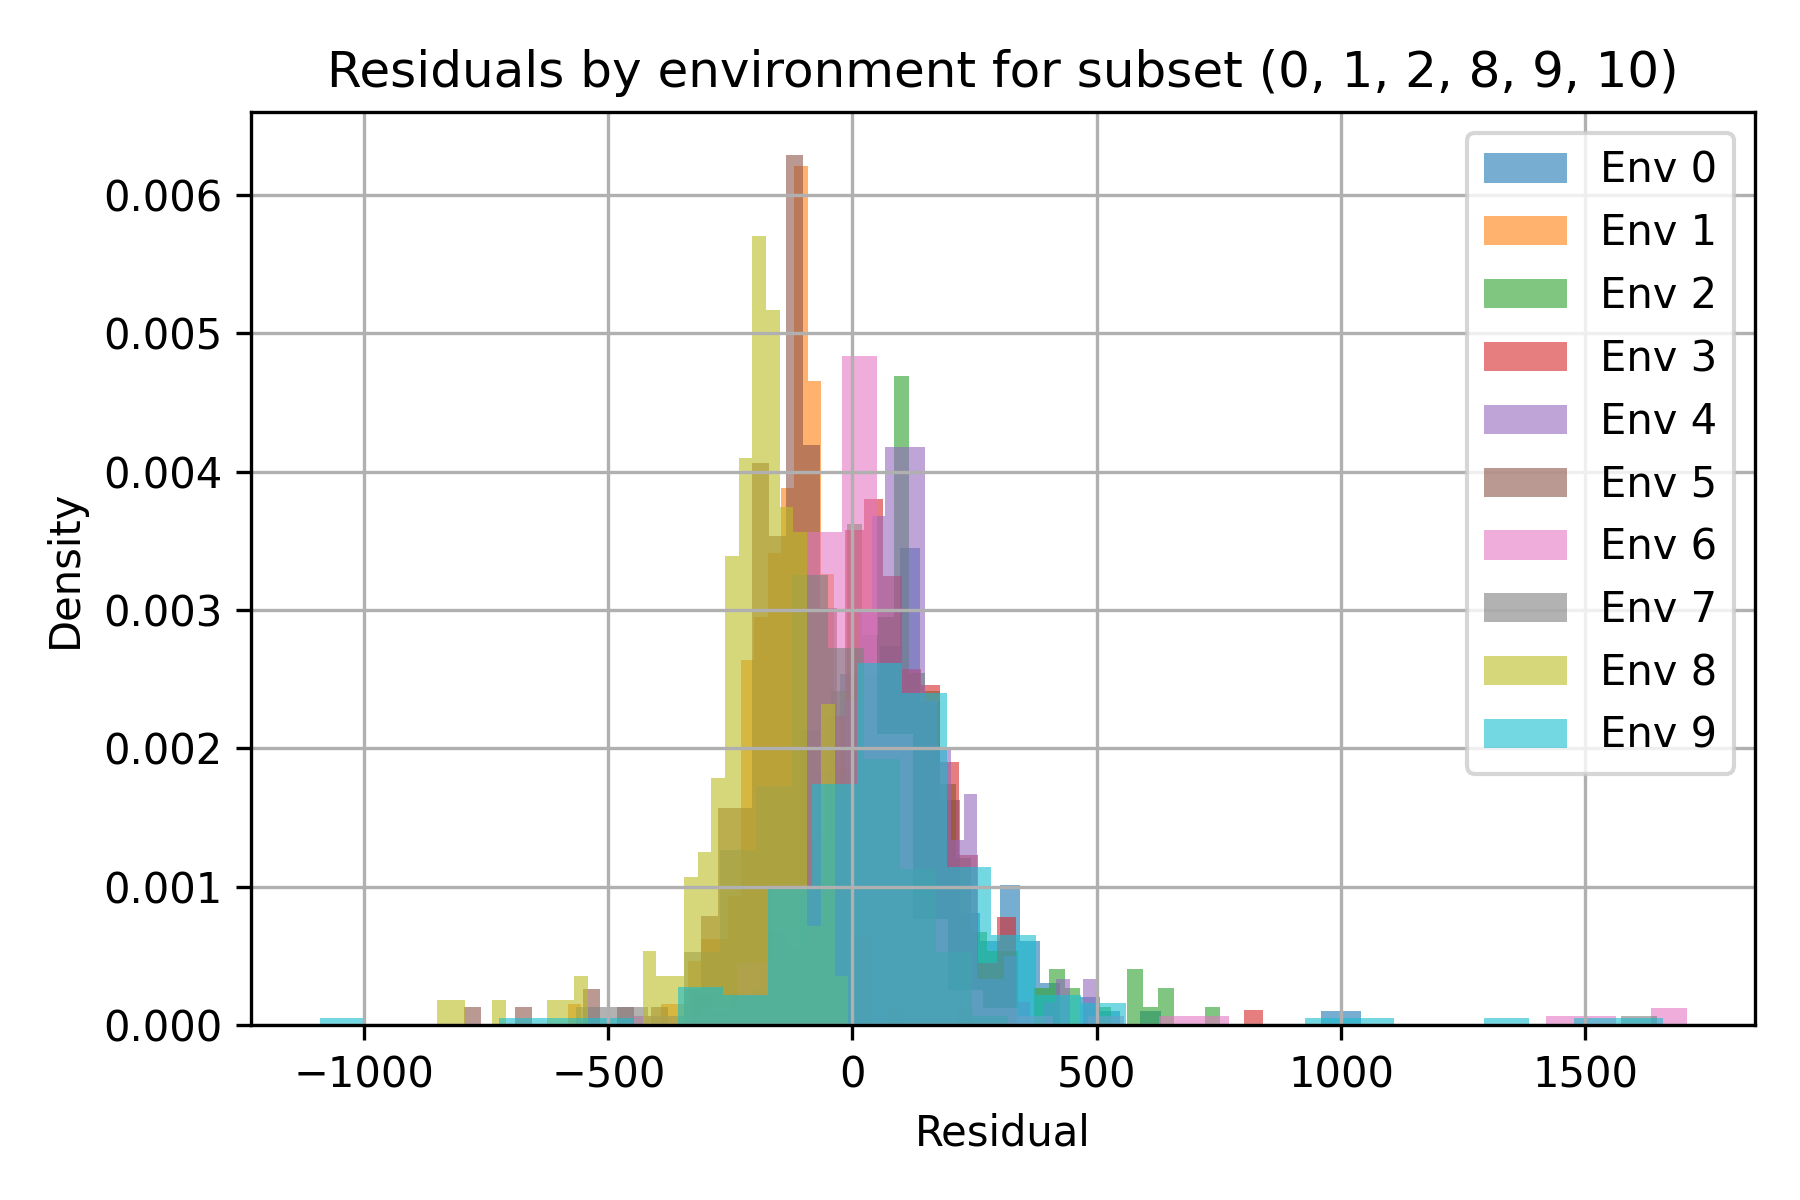 Residuals by environment for subset (0, 1, 2, 8, 9, 10)
Density
0.006
0.005
0.004
0.003
0.002
0.001
0.000
−1000
−500
0
500
1000
1500
Residual
Env 0
Env 1
Env 2
Env 3
Env 4
Env 5
Env 6
Env 7
Env 8
Env 9